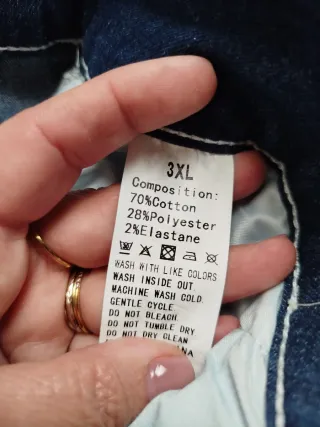 3XL
Composition:
70%Cotton
28%Polyester
2%Elastane
WASH WITH LIKE COLORS
WASH INSIDE OUT
MACHINE WASH COLD.
GENTLE CYCLE.
DO NOT BLEACH.
DO NOT TUMBLE DRY
DO NOT DRY CLEAN